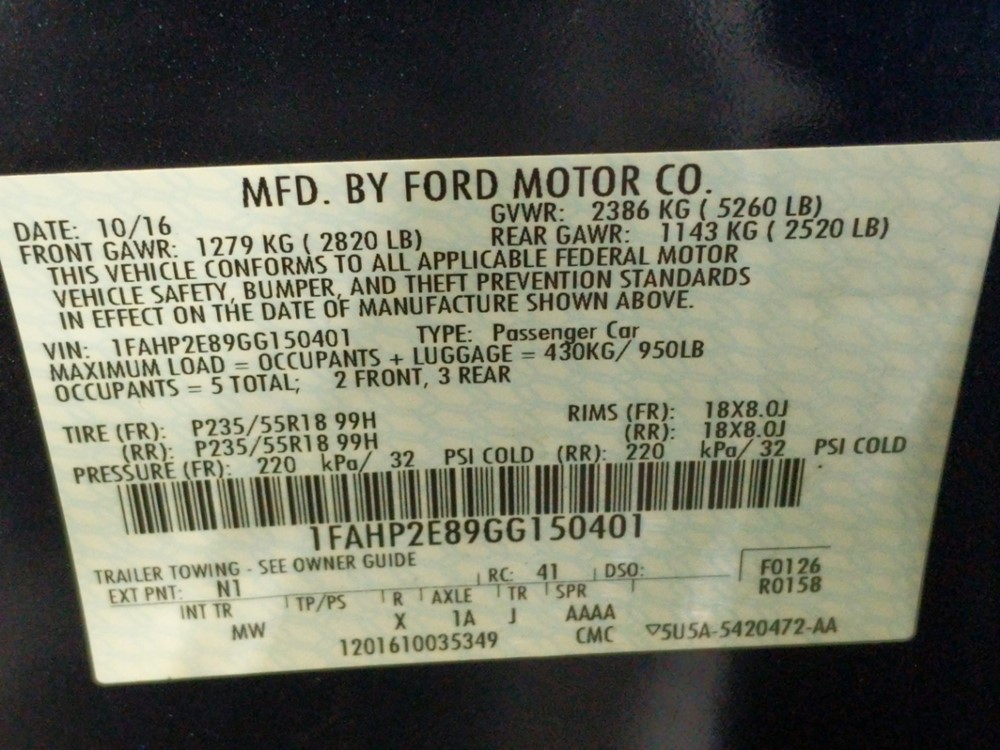 MFD. BY FORD MOTOR CO.
DATE: 10/16 GVWR: 2386 KG ( 5260 LB)
FRONT GAWR: 1279 KG ( 2820 LB) REAR GAWR: 1143 KG ( 2520 LB)
THIS VEHICLE CONFORMS TO ALL APPLICABLE FEDERAL MOTOR
VEHICLE SAFETY, BUMPER, AND THEFT PREVENTION STANDARDS
IN EFFECT ON THE DATE OF MANUFACTURE SHOWN ABOVE.
VIN: 1FAHP2E89GG150401 TYPE: Passenger Car
MAXIMUM LOAD = OCCUPANTS + LUGGAGE = 430KG/ 950LB
OCCUPANTS = 5 TOTAL; 2 FRONT, 3 REAR
TIRE (FR): P235/55R18 99H RIMS (FR): 18X8.0J
(RR): P235/55R18 99H (RR): 18X8.0J
PRESSURE (FR): 220 kPa/ 32 PSI COLD (RR): 220 kPa/ 32 PSI COLD
1FAHP2E89GG150401
TRAILER TOWING - SEE OWNER GUIDE
EXT PNT: N1 RC: 41 DSO: F0126
R0158
INT TR TP/PS R AXLE TR SPR
MW X 1A J AAAA
1201610035349 CMC ▽5U5A-5420472-AA